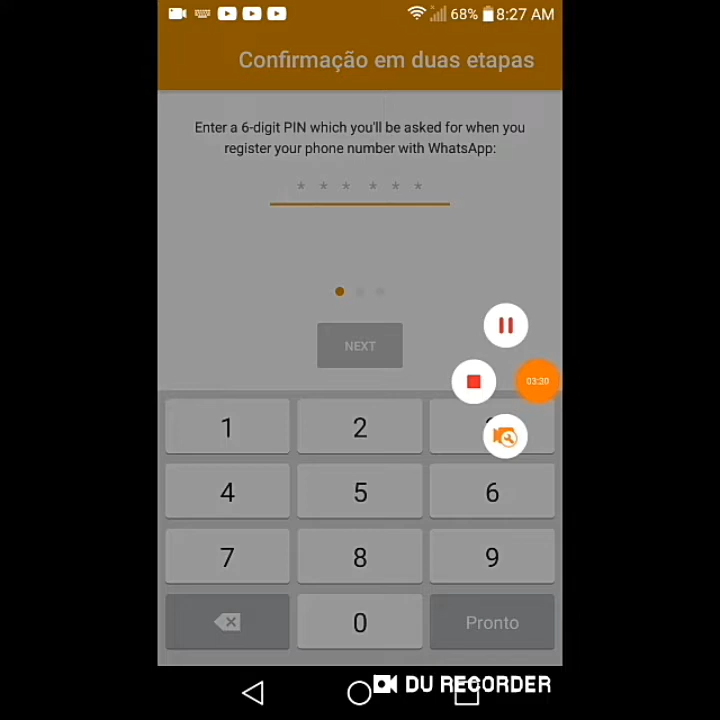 68% 8:27 AM
Confirmação em duas etapas
Enter a 6-digit PIN which you'll be asked for when you
register your phone number with WhatsApp:
* * * * * *
NEXT
03:30
1 2
4 5 6
7 8 9
0 Pronto
DU RECORDER